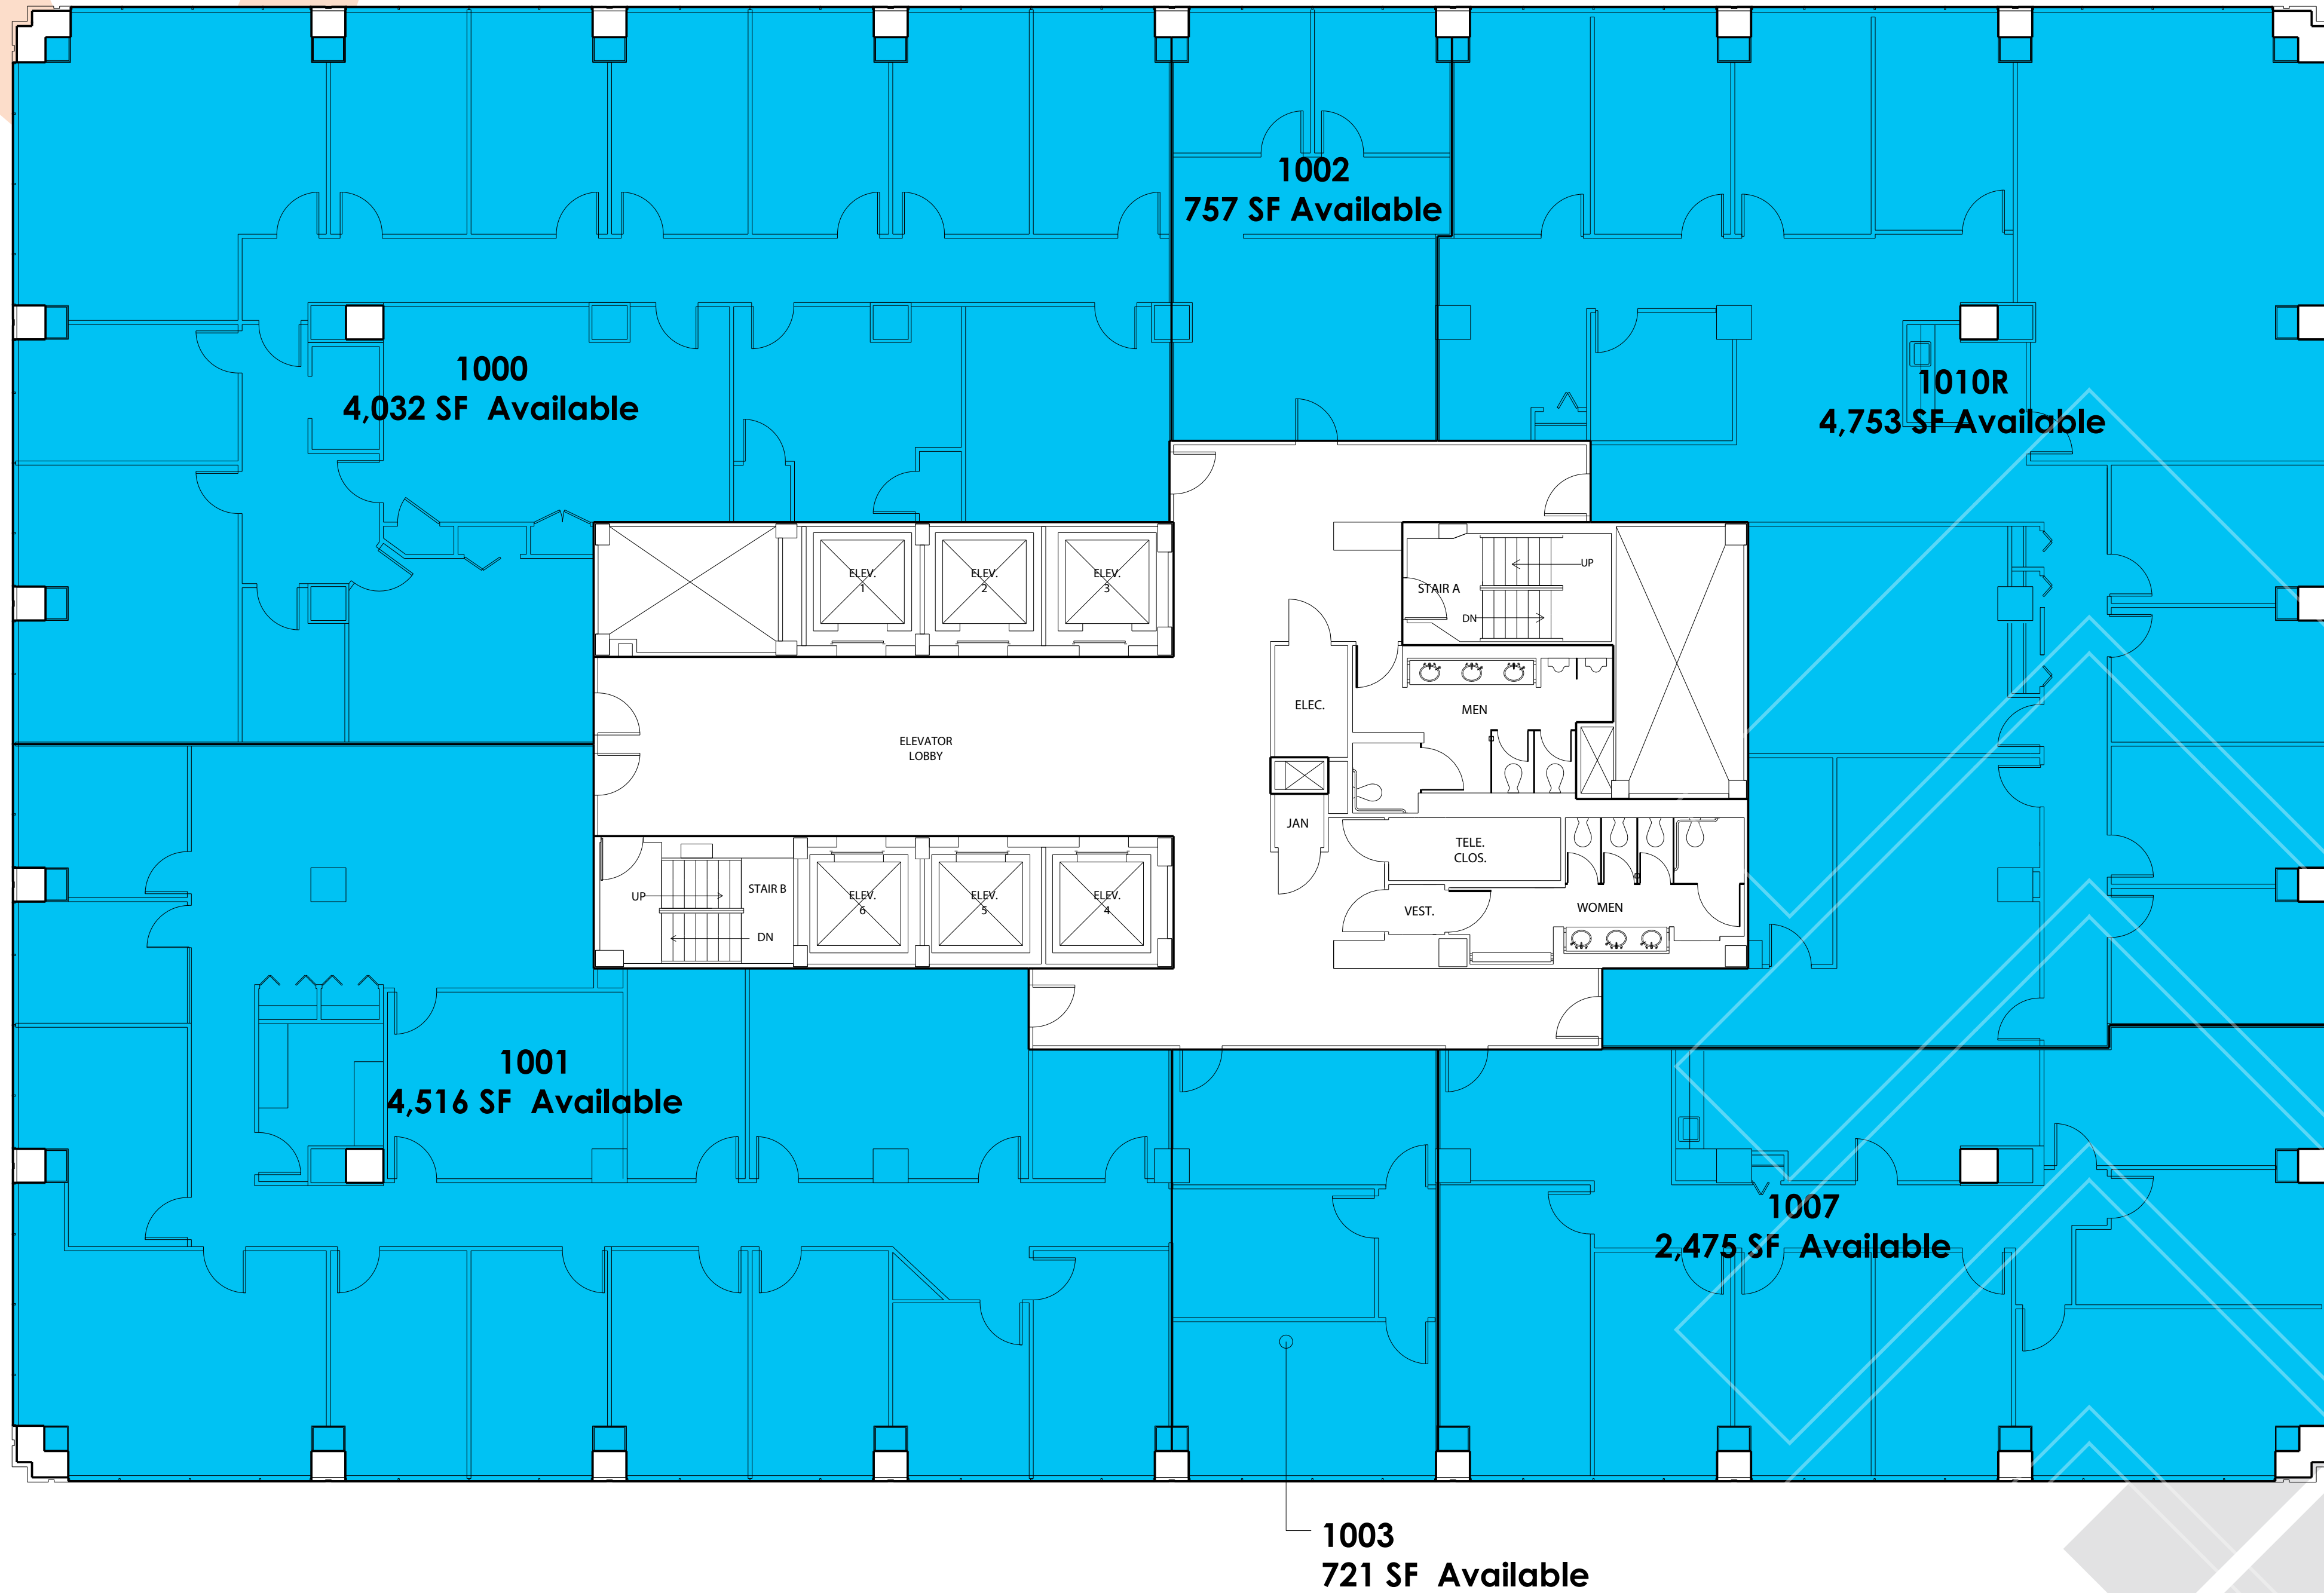 1002
757 SF Available
1000
4,032 SF Available
1010R
4,753 SF Available
ELEV.
1
ELEV.
2
ELEV.
3
STAIR A
UP
DN
ELEC.
MEN
ELEVATOR
LOBBY
JAN
TELE.
CLOS.
UP
STAIR B
DN
ELEV.
6
ELEV.
5
ELEV.
4
VEST.
WOMEN
1001
4,516 SF Available
1007
2,475 SF Available
1003
721 SF Available